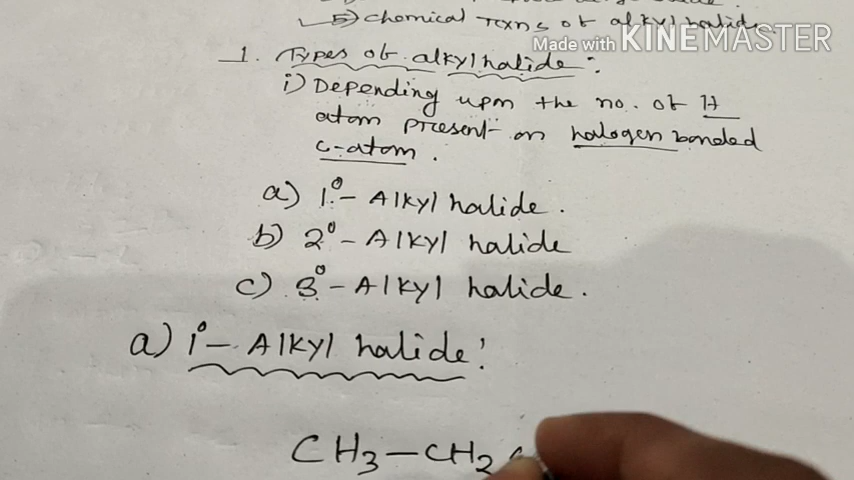 5) chemical rxns of alkyl halide.
Made with KINEMASTER
1. Types of alkyl halide:
i) Depending upon the no. of H
atom present on halogen bonded
c-atom.
a) 1° - Alkyl halide.
b) 2° - Alkyl halide
c) 3° - Alkyl halide.
a) 1° - Alkyl halide:
CH3-CH2